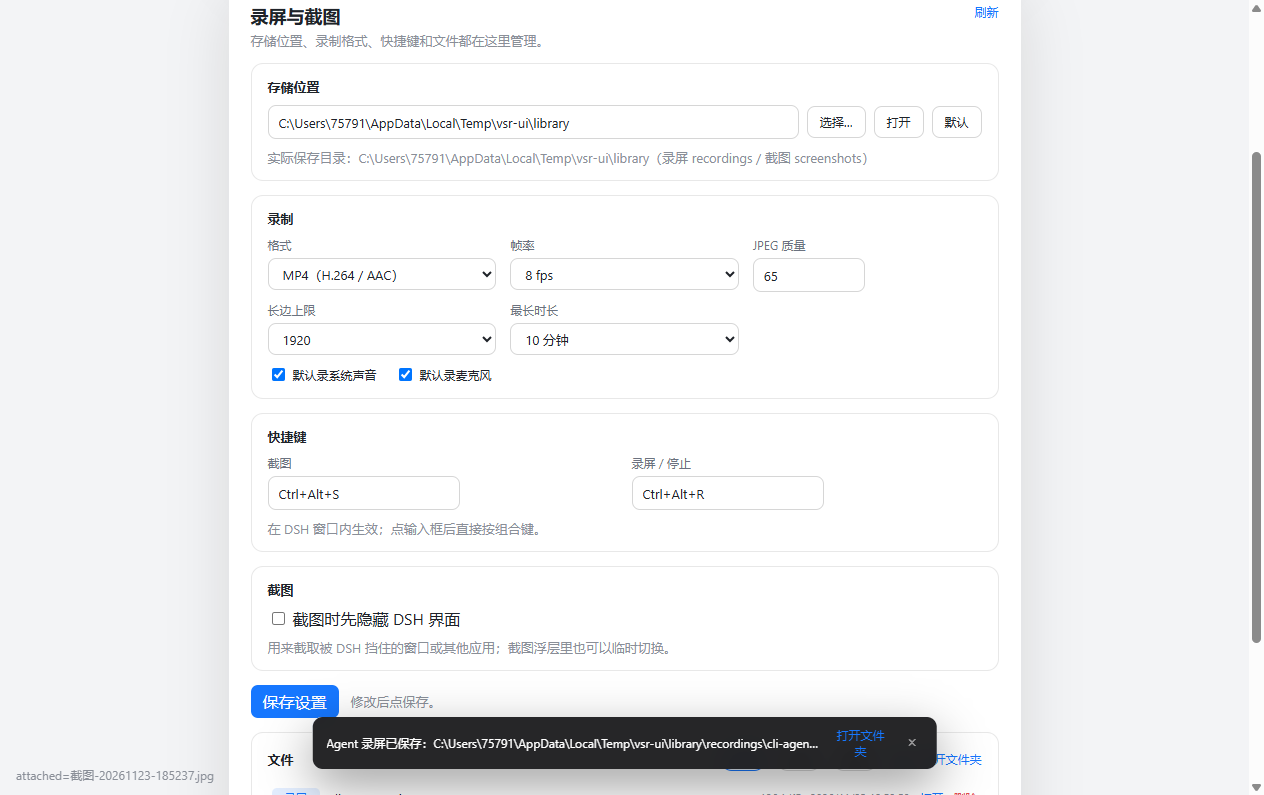 录屏与截图
刷新
存储位置、录制格式、快捷键和文件都在这里管理。
存储位置
C:\Users\75791\AppData\Local\Temp\vsr-ui\library
选择...
打开
默认
实际保存目录：C:\Users\75791\AppData\Local\Temp\vsr-ui\library（录屏 recordings / 截图 screenshots）
录制
格式
帧率
JPEG 质量
MP4（H.264 / AAC）
8 fps
65
长边上限
最长时长
1920
10 分钟
默认录系统声音
默认录麦克风
快捷键
截图
录屏 / 停止
Ctrl+Alt+S
Ctrl+Alt+R
在 DSH 窗口内生效；点输入框后直接按组合键。
截图
截图时先隐藏 DSH 界面
用来截取被 DSH 挡住的窗口或其他应用；截图浮层里也可以临时切换。
保存设置
修改后点保存。
Agent 录屏已保存：C:\Users\75791\AppData\Local\Temp\vsr-ui\library\recordings\cli-agen...
打开文件
夹
×
文件
开文件夹
attached=截图-20261123-185237.jpg